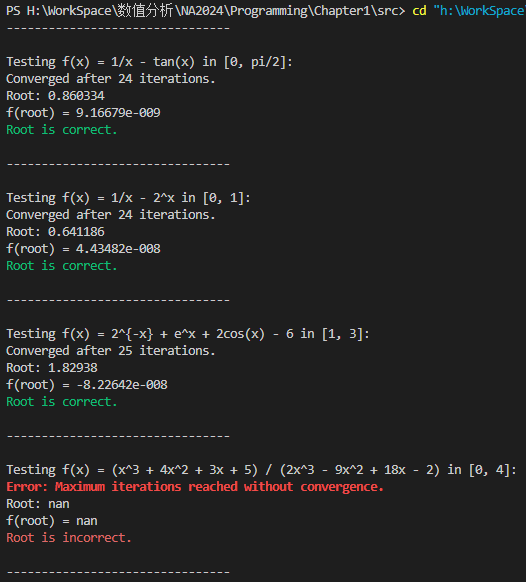 PS H:\WorkSpace\数值分析\NA2024\Programming\Chapter1\src> cd "h:\WorkSpace
--------------------------------
Testing f(x) = 1/x - tan(x) in [0, pi/2]:
Converged after 24 iterations.
Root: 0.860334
f(root) = 9.16679e-009
Root is correct.
--------------------------------
Testing f(x) = 1/x - 2^x in [0, 1]:
Converged after 24 iterations.
Root: 0.641186
f(root) = 4.43482e-008
Root is correct.
--------------------------------
Testing f(x) = 2^{-x} + e^x + 2cos(x) - 6 in [1, 3]:
Converged after 25 iterations.
Root: 1.82938
f(root) = -8.22642e-008
Root is correct.
--------------------------------
Testing f(x) = (x^3 + 4x^2 + 3x + 5) / (2x^3 - 9x^2 + 18x - 2) in [0, 4]:
Error: Maximum iterations reached without convergence.
Root: nan
f(root) = nan
Root is incorrect.
--------------------------------